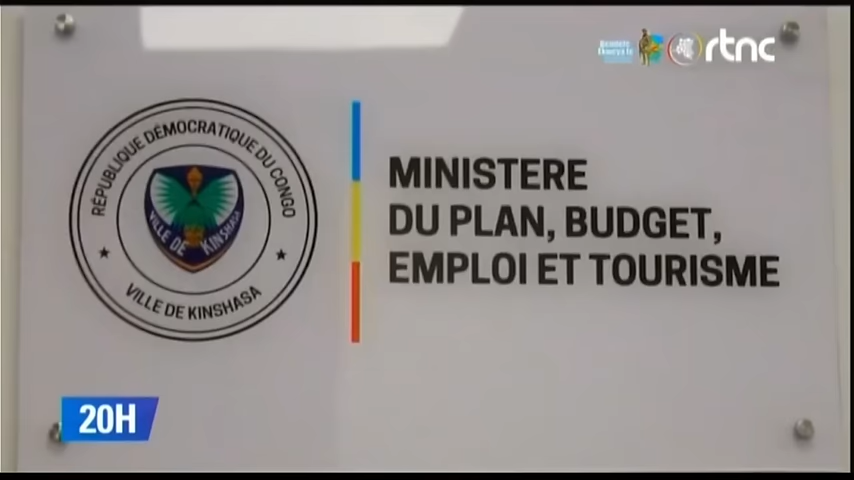 rtnc
RÉPUBLIQUE DÉMOCRATIQUE DU CONGO
VILLE DE KINSHASA
VILLE DE KINSHASA
MINISTERE
DU PLAN, BUDGET,
EMPLOI ET TOURISME
20H